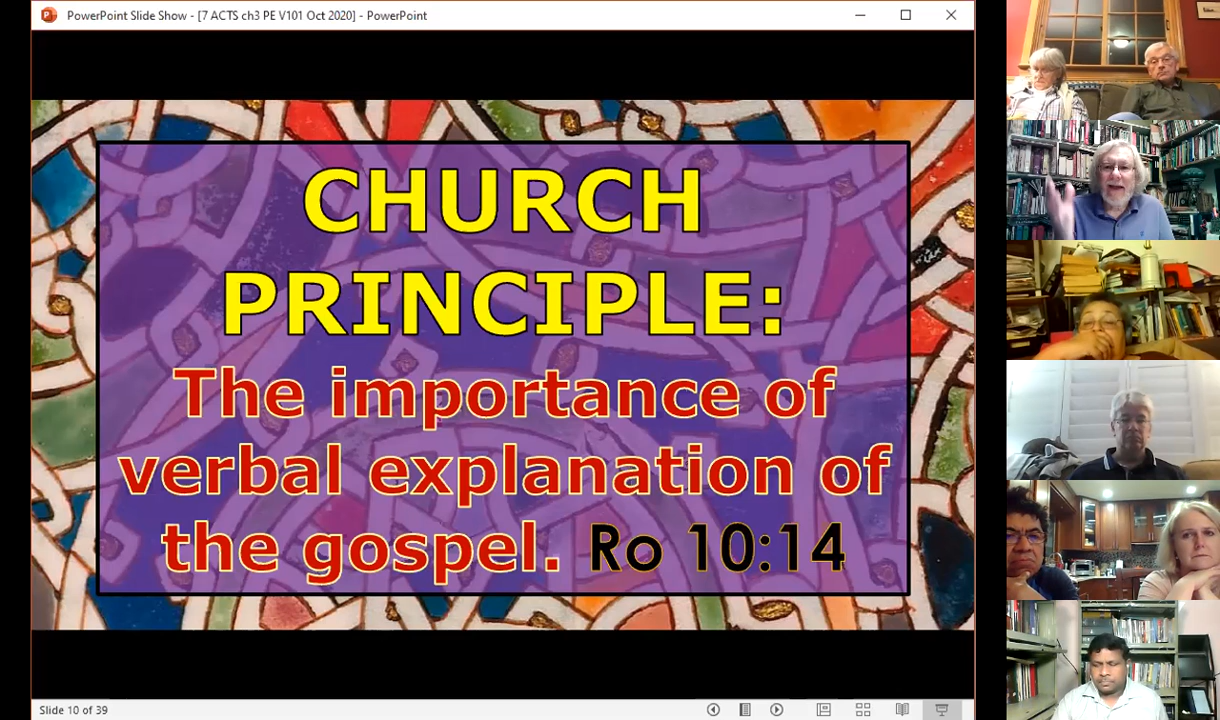 PowerPoint Slide Show - [7 ACTS ch3 PE V101 Oct 2020] - PowerPoint
CHURCH
PRINCIPLE:
The importance of
verbal explanation of
the gospel. Ro 10:14
Slide 10 of 39